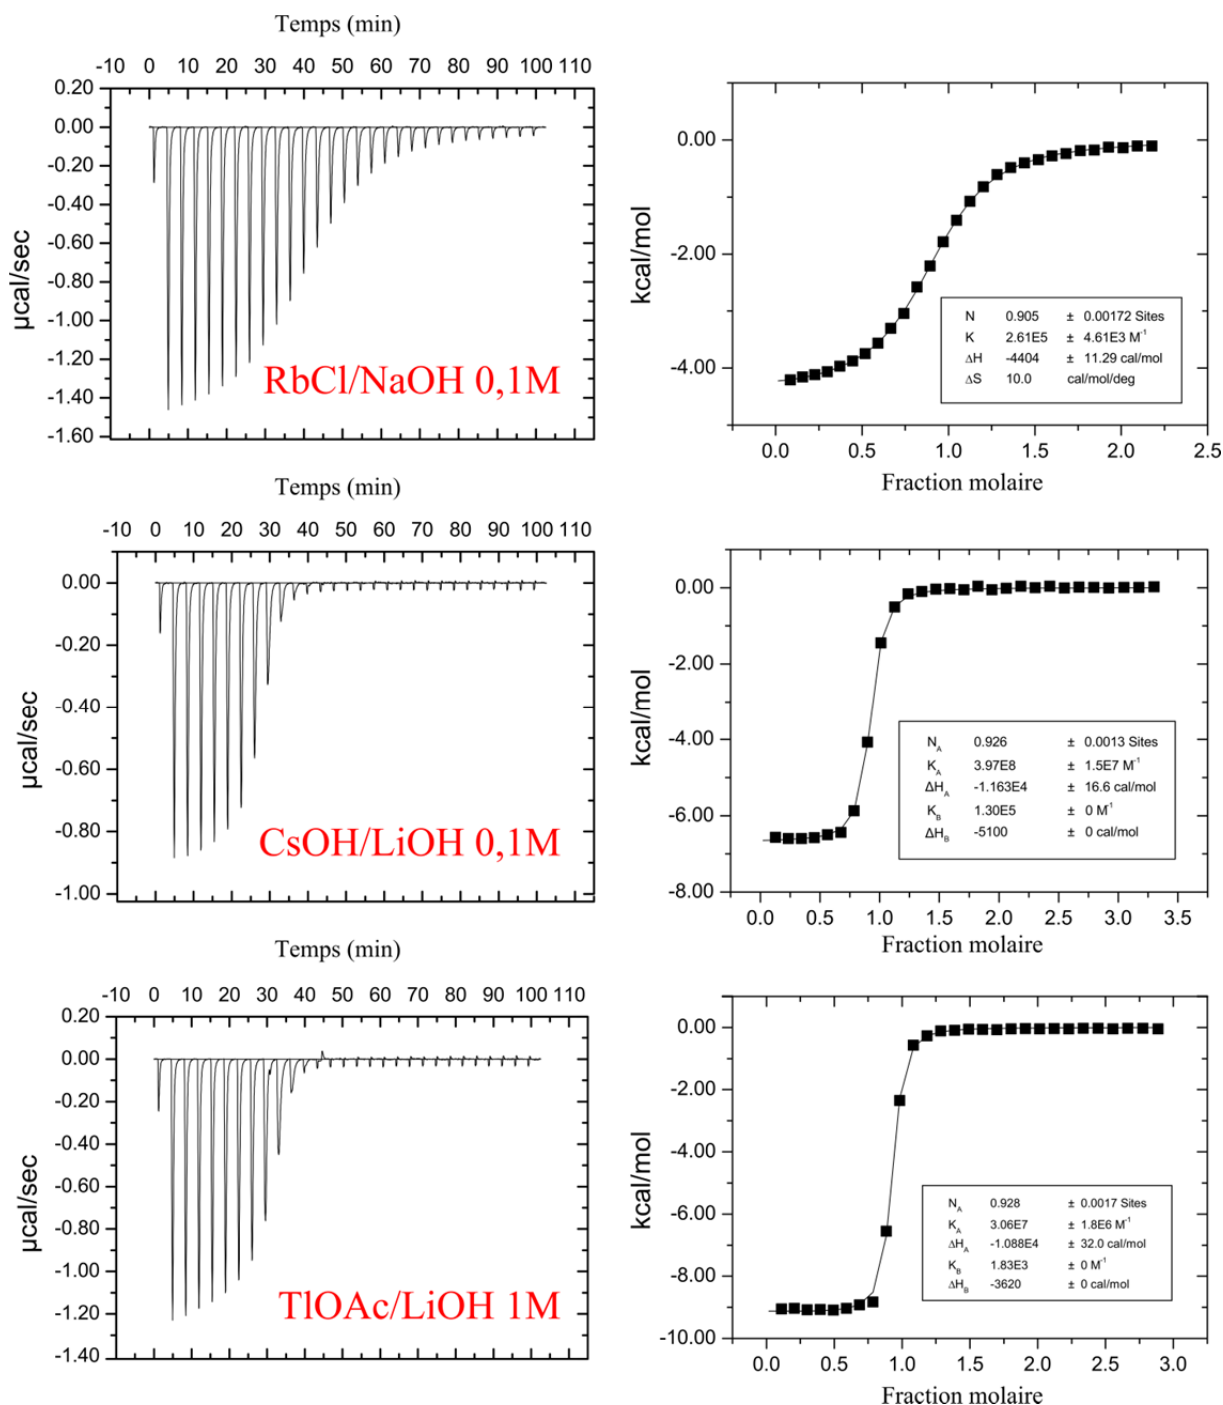 Temps (min)
-10 0 10 20 30 40 50 60 70 80 90 100 110
0.20
0.00
-0.20
-0.40
-0.60
-0.80
-1.00
-1.20
-1.40
-1.60
µcal/sec
RbCl/NaOH 0,1M
0.00
-2.00
-4.00
kcal/mol
N 0.905 ± 0.00172 Sites
K 2.61E5 ± 4.61E3 M⁻¹
ΔH -4404 ± 11.29 cal/mol
ΔS 10.0 cal/mol/deg
0.0 0.5 1.0 1.5 2.0 2.5
Fraction molaire
Temps (min)
-10 0 10 20 30 40 50 60 70 80 90 100 110
0.00
-0.20
-0.40
-0.60
-0.80
-1.00
µcal/sec
CsOH/LiOH 0,1M
0.00
-2.00
-4.00
-6.00
-8.00
kcal/mol
N_A 0.926 ± 0.0013 Sites
K_A 3.97E8 ± 1.5E7 M⁻¹
ΔH_A -1.163E4 ± 16.6 cal/mol
K_B 1.30E5 ± 0 M⁻¹
ΔH_B -5100 ± 0 cal/mol
0.0 0.5 1.0 1.5 2.0 2.5 3.0 3.5
Fraction molaire
Temps (min)
-10 0 10 20 30 40 50 60 70 80 90 100 110
0.20
0.00
-0.20
-0.40
-0.60
-0.80
-1.00
-1.20
-1.40
µcal/sec
TlOAc/LiOH 1M
0.00
-2.00
-4.00
-6.00
-8.00
-10.00
kcal/mol
N_A 0.928 ± 0.0017 Sites
K_A 3.06E7 ± 1.8E6 M⁻¹
ΔH_A -1.088E4 ± 32.0 cal/mol
K_B 1.83E3 ± 0 M⁻¹
ΔH_B -3620 ± 0 cal/mol
0.0 0.5 1.0 1.5 2.0 2.5 3.0
Fraction molaire